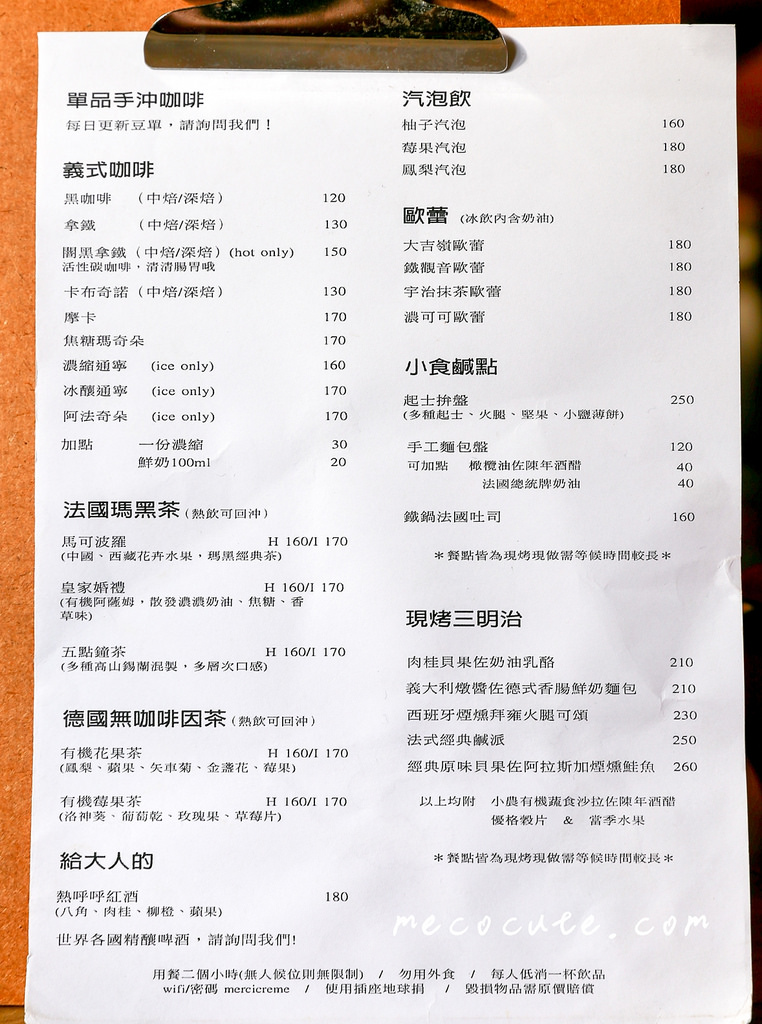 單品手沖咖啡
每日更新豆單，請詢問我們！
義式咖啡
黑咖啡 （中焙/深焙） 120
拿鐵 （中焙/深焙） 130
闇黑拿鐵（中焙/深焙）(hot only) 150
活性碳咖啡，清清腸胃哦
卡布奇諾（中焙/深焙） 130
摩卡 170
焦糖瑪奇朵 170
濃縮通寧 (ice only) 160
冰釀通寧 (ice only) 170
阿法奇朵 (ice only) 170
加點 一份濃縮 30
鮮奶100ml 20
法國瑪黑茶（熱飲可回沖）
馬可波羅 H 160/I 170
(中國、西藏花卉水果，瑪黑經典茶)
皇家婚禮 H 160/I 170
(有機阿薩姆，散發濃濃奶油、焦糖、香
草味)
五點鐘茶 H 160/I 170
(多種高山錫蘭混製，多層次口感)
德國無咖啡因茶（熱飲可回沖）
有機花果茶 H 160/I 170
(鳳梨、蘋果、矢車菊、金盞花、莓果)
有機莓果茶 H 160/I 170
(洛神葵、葡萄乾、玫瑰果、草莓片)
給大人的
熱呼呼紅酒 180
(八角、肉桂、柳橙、蘋果)
世界各國精釀啤酒，請詢問我們!
汽泡飲
柚子汽泡 160
莓果汽泡 180
鳳梨汽泡 180
歐蕾 (冰飲內含奶油)
大吉嶺歐蕾 180
鐵觀音歐蕾 180
宇治抹茶歐蕾 180
濃可可歐蕾 180
小食鹹點
起士拚盤 250
(多種起士、火腿、堅果、小鹽薄餅)
手工麵包盤 120
可加點 橄欖油佐陳年酒醋 40
法國總統牌奶油 40
鐵鍋法國吐司 160
＊餐點皆為現烤現做需等候時間較長＊
現烤三明治
肉桂貝果佐奶油乳酪 210
義大利燉醬佐德式香腸鮮奶麵包 210
西班牙煙燻拜雍火腿可頌 230
法式經典鹹派 250
經典原味貝果佐阿拉斯加煙燻鮭魚 260
以上均附 小農有機蔬食沙拉佐陳年酒醋
優格穀片 & 當季水果
＊餐點皆為現烤現做需等候時間較長＊
mecocute.com
用餐二個小時(無人候位則無限制) / 勿用外食 / 每人低消一杯飲品
wifi/密碼 mercicreme / 使用插座地球捐 / 毀損物品需原價賠償